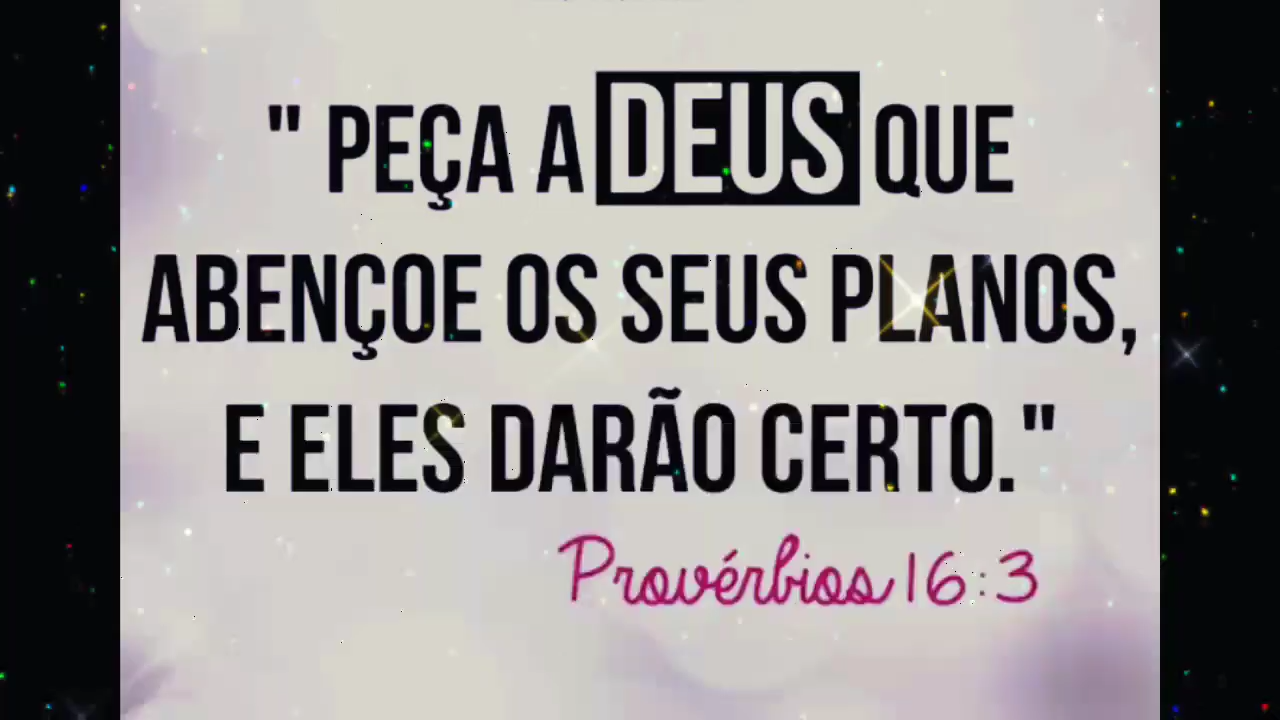 " PEÇA A DEUS QUE
ABENÇOE OS SEUS PLANOS,
E ELES DARÃO CERTO."
Provérbios 16:3